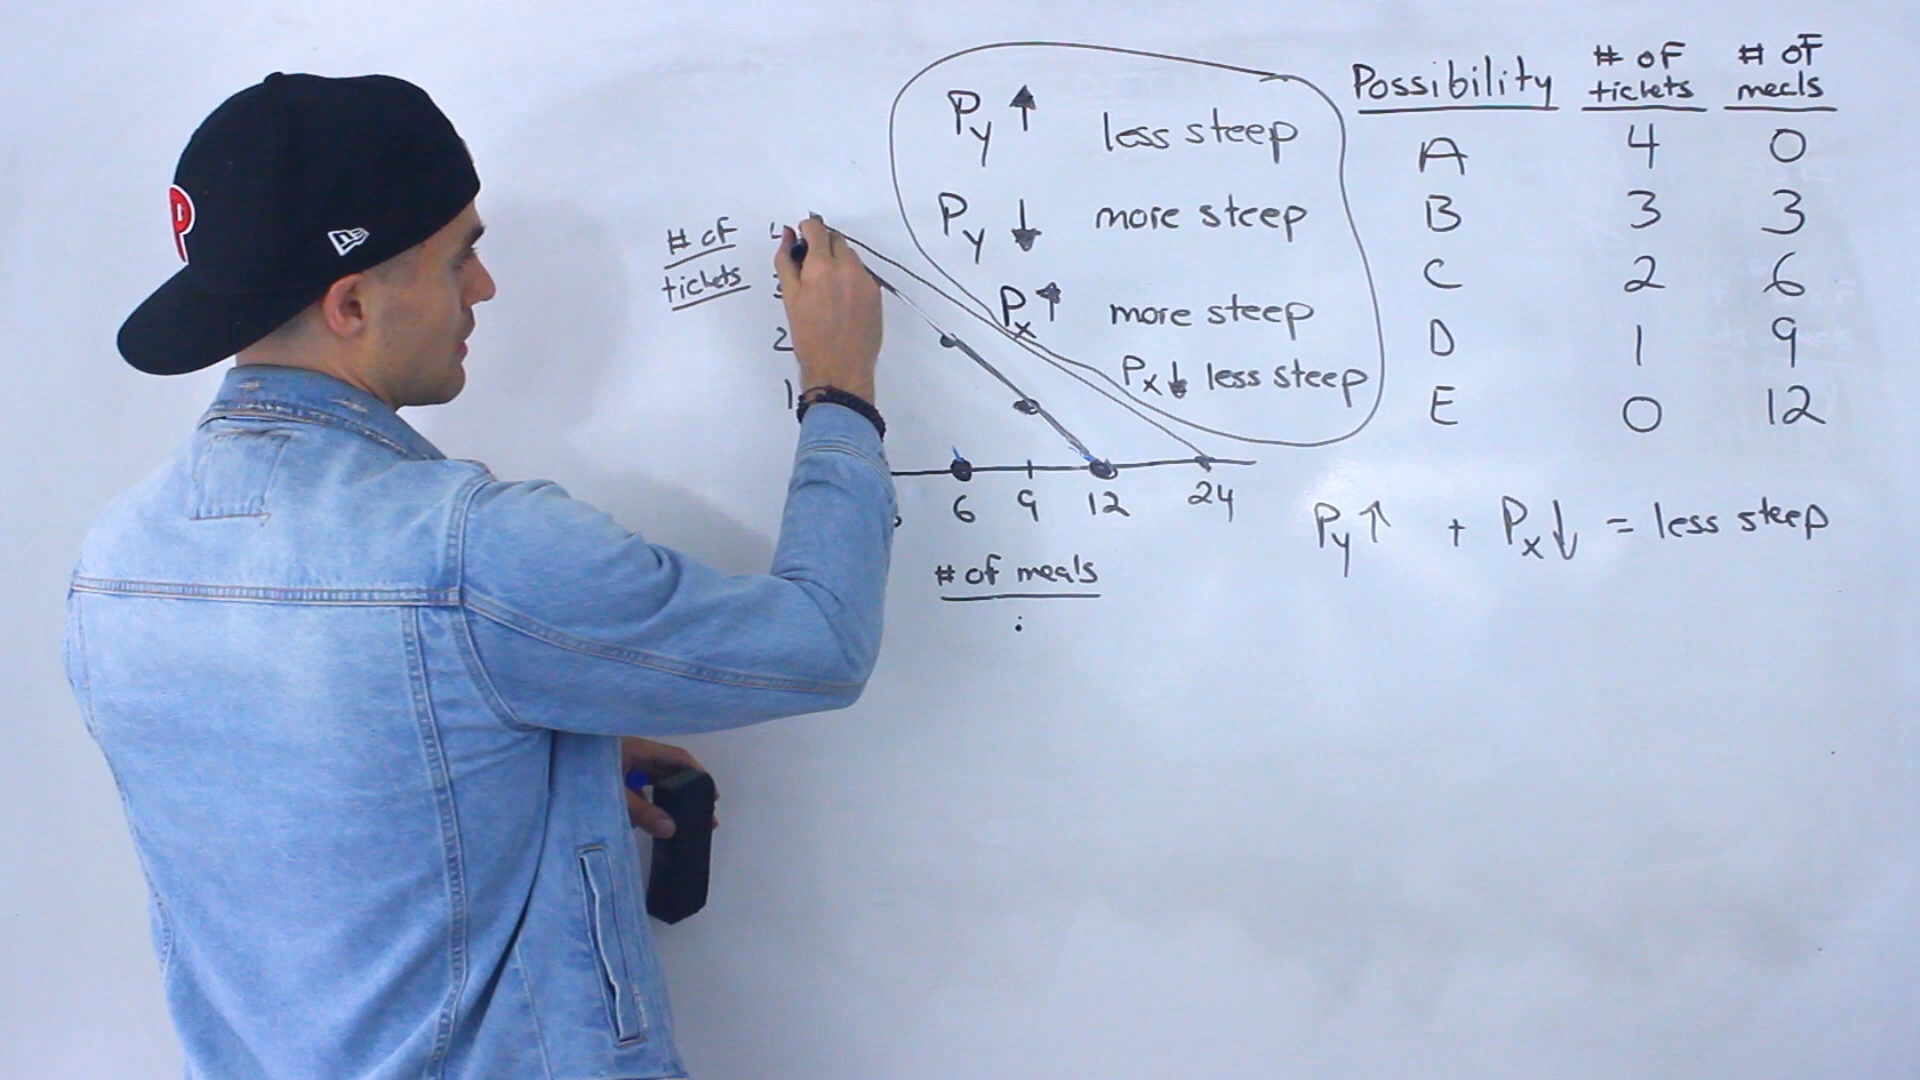 P
Py ↑ less steep
Py ↓ more steep
Px ↑ more steep
Px ↓ less steep
# of
tickets
4
2
1
6 9 12 24
# of meals
Possibility # of tickets # of meals
A 4 0
B 3 3
C 2 6
D 1 9
E 0 12
Py ↑ + Px ↓ = less steep